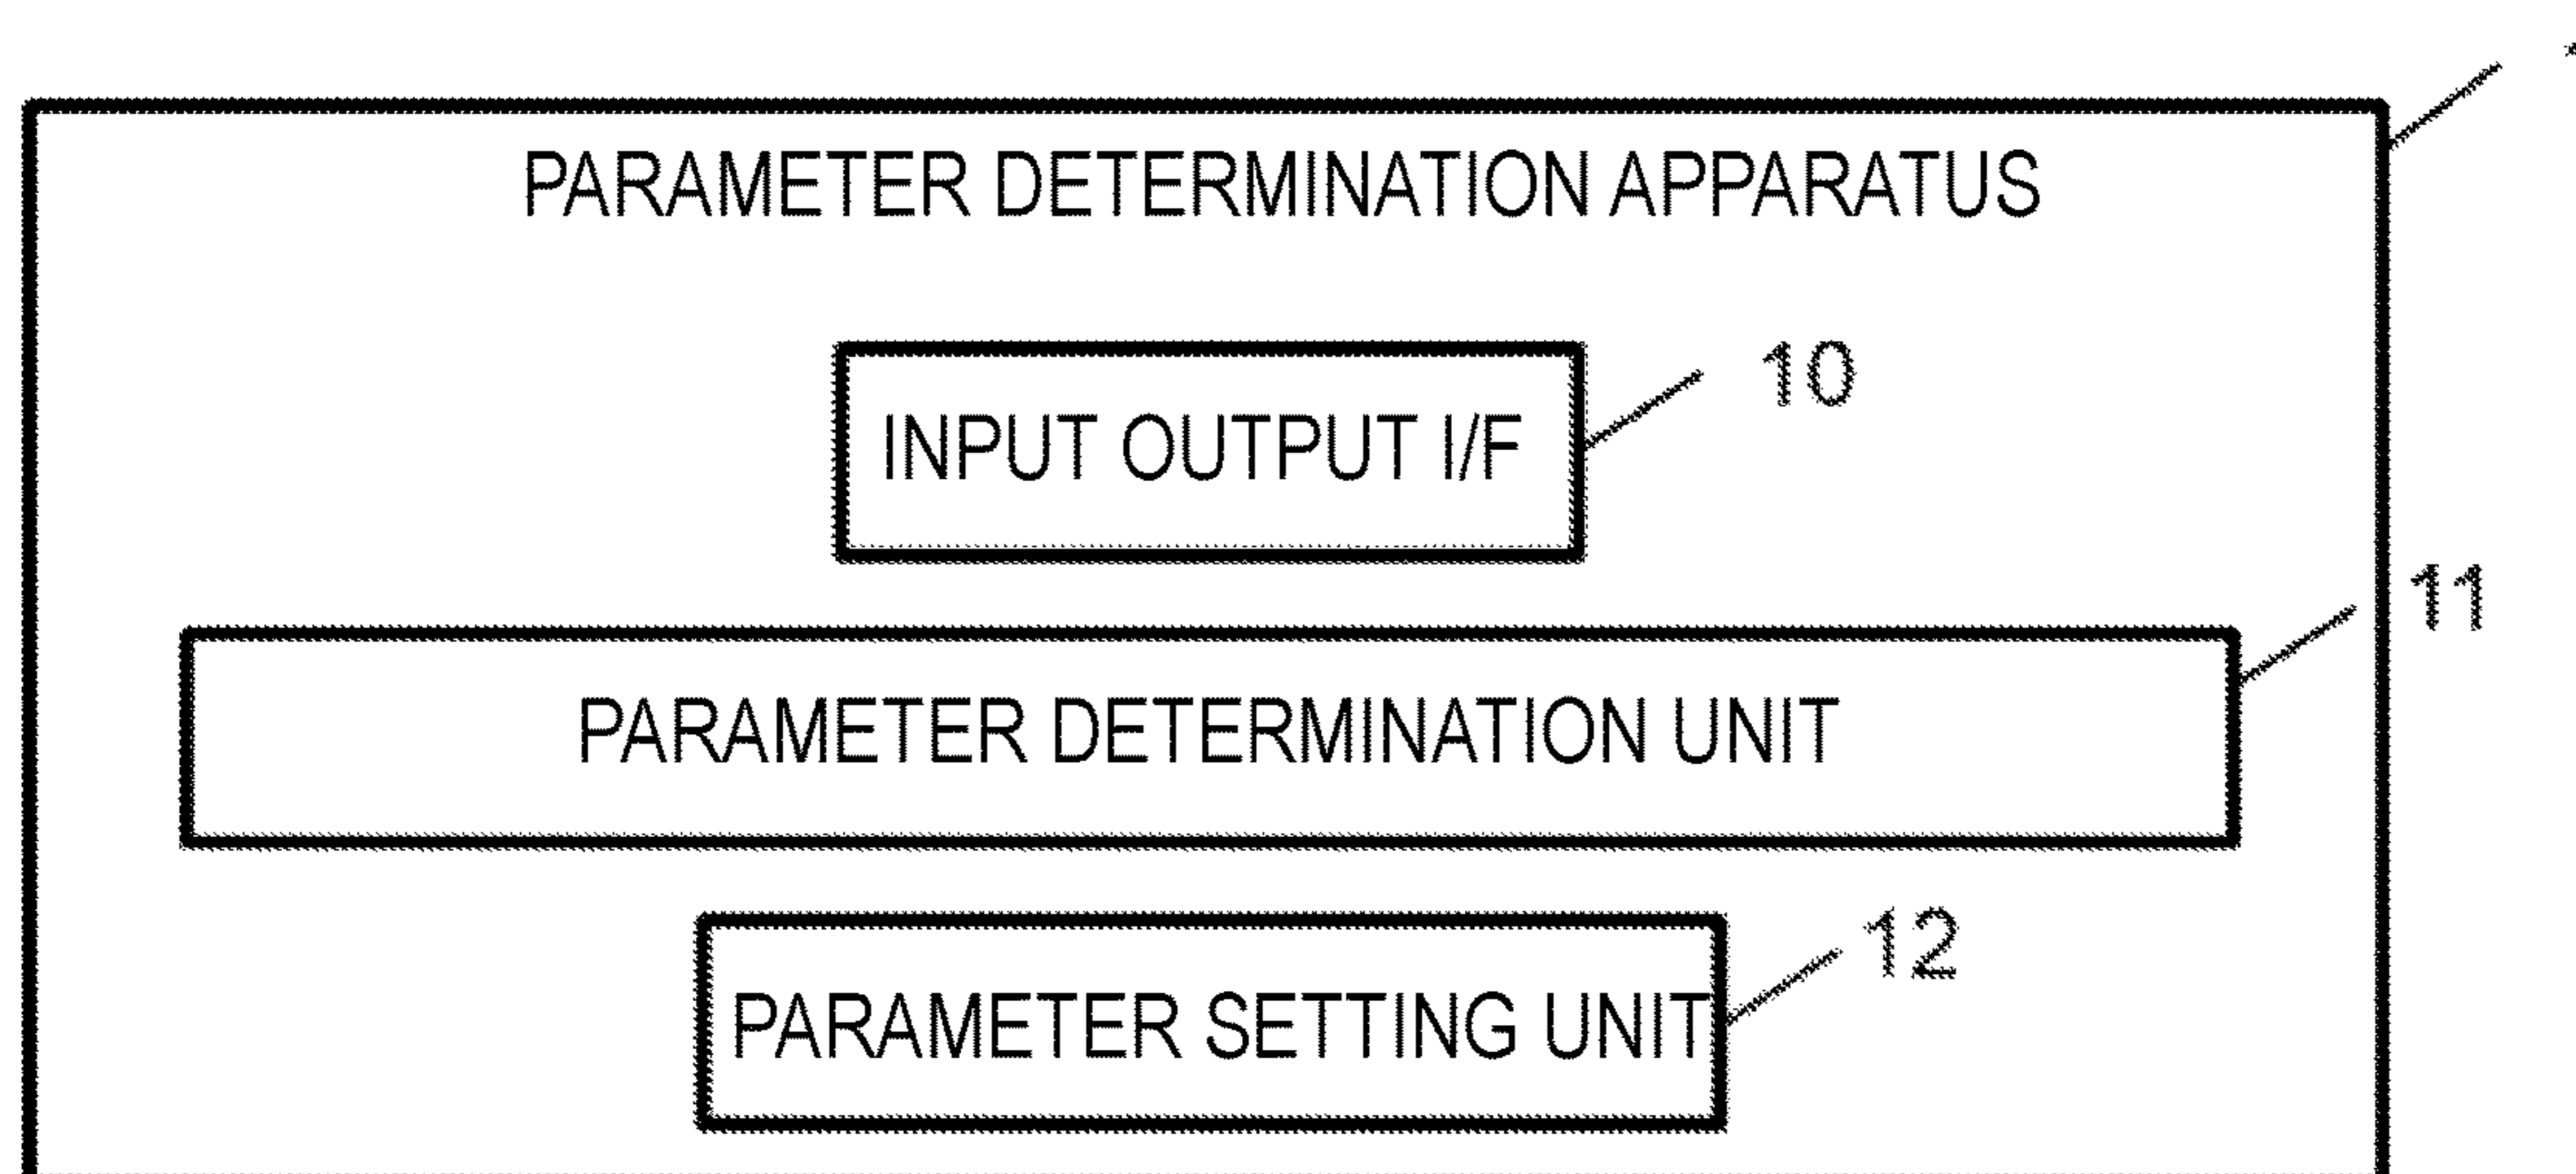 PARAMETER DETERMINATION APPARATUS
10
INPUT OUTPUT I/F
11
PARAMETER DETERMINATION UNIT
12
PARAMETER SETTING UNIT